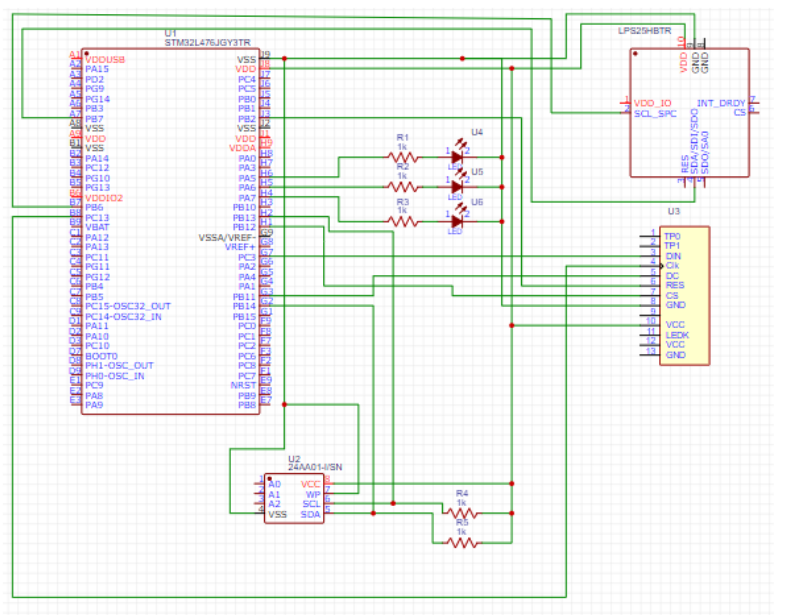 U1
STM32L476JGY3TR
LPS25HBTR
A1 VDDUSB VSS J9
A2 PA15 VDD J8
A3 PD2 PC4 J7
A4 PG9 PC5 J6
A5 PG14 PB0 J5
A6 PB3 PB1 J4
A7 PB7 PB2 J3
A8 VSS VSS J2
A9 VDD VDD J1
B1 VSS VDDA H9
B2 PA14 PA0 H8
B3 PC12 PA3 H7
B4 PG10 PA5 H6
B5 PG13 PA6 H5
B6 VDDIO2 PA7 H4
B7 PB6 PB10 H3
B8 PC13 PB13 H2
B9 VBAT PB12 H1
C1 PA12 VSSA/VREF- G9
C2 PA13 VREF+ G8
C3 PC11 PC3 G7
C4 PG11 PA2 G6
C5 PG12 PA4 G5
C6 PB4 PA1 G4
C7 PB5 PB11 G3
C8 PC15-OSC32_OUT PB14 G2
C9 PC14-OSC32_IN PB15 G1
D1 PA11 PC0 F9
D2 PA10 PC1 F8
D3 PC10 PC2 F7
D7 BOOT0 PC6 F3
D8 PH1-OSC_OUT PC8 F2
D9 PH0-OSC_IN PC7 F1
E1 PC9 NRST E9
E2 PA8 PB9 E8
E3 PA9 PB8 E7
R1
1k
1 2
U4
LED
R2
1k
1 2
U5
LED
R3
1k
1 2
U6
LED
10 9 8
VDD GND GND
1 VDD_IO INT_DRDY 7
2 SCL_SPC CS 6
RES SDA/SDI/SDO SDO/SA0
3 4 5
U3
1 TP0
2 TP1
3 DIN
4 Clk
5 DC
6 RES
7 CS
8 GND
9
10 VCC
11 LEDK
12 VCC
13 GND
U2
24AA01-I/SN
1 A0 VCC 8
2 A1 WP 7
3 A2 SCL 6
4 VSS SDA 5
R4
1k
R5
1k